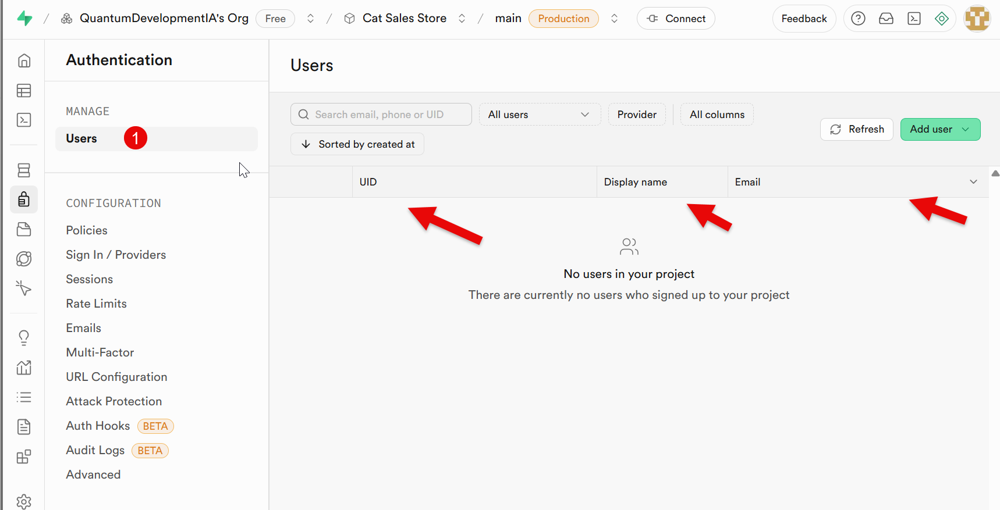 QuantumDevelopmentIA's Org Free / Cat Sales Store / main Production Connect Feedback
Authentication
MANAGE
Users 1
CONFIGURATION
Policies
Sign In / Providers
Sessions
Rate Limits
Emails
Multi-Factor
URL Configuration
Attack Protection
Auth Hooks BETA
Audit Logs BETA
Advanced
Users
Search email, phone or UID All users Provider All columns
Sorted by created at
Refresh Add user
UID Display name Email
No users in your project
There are currently no users who signed up to your project